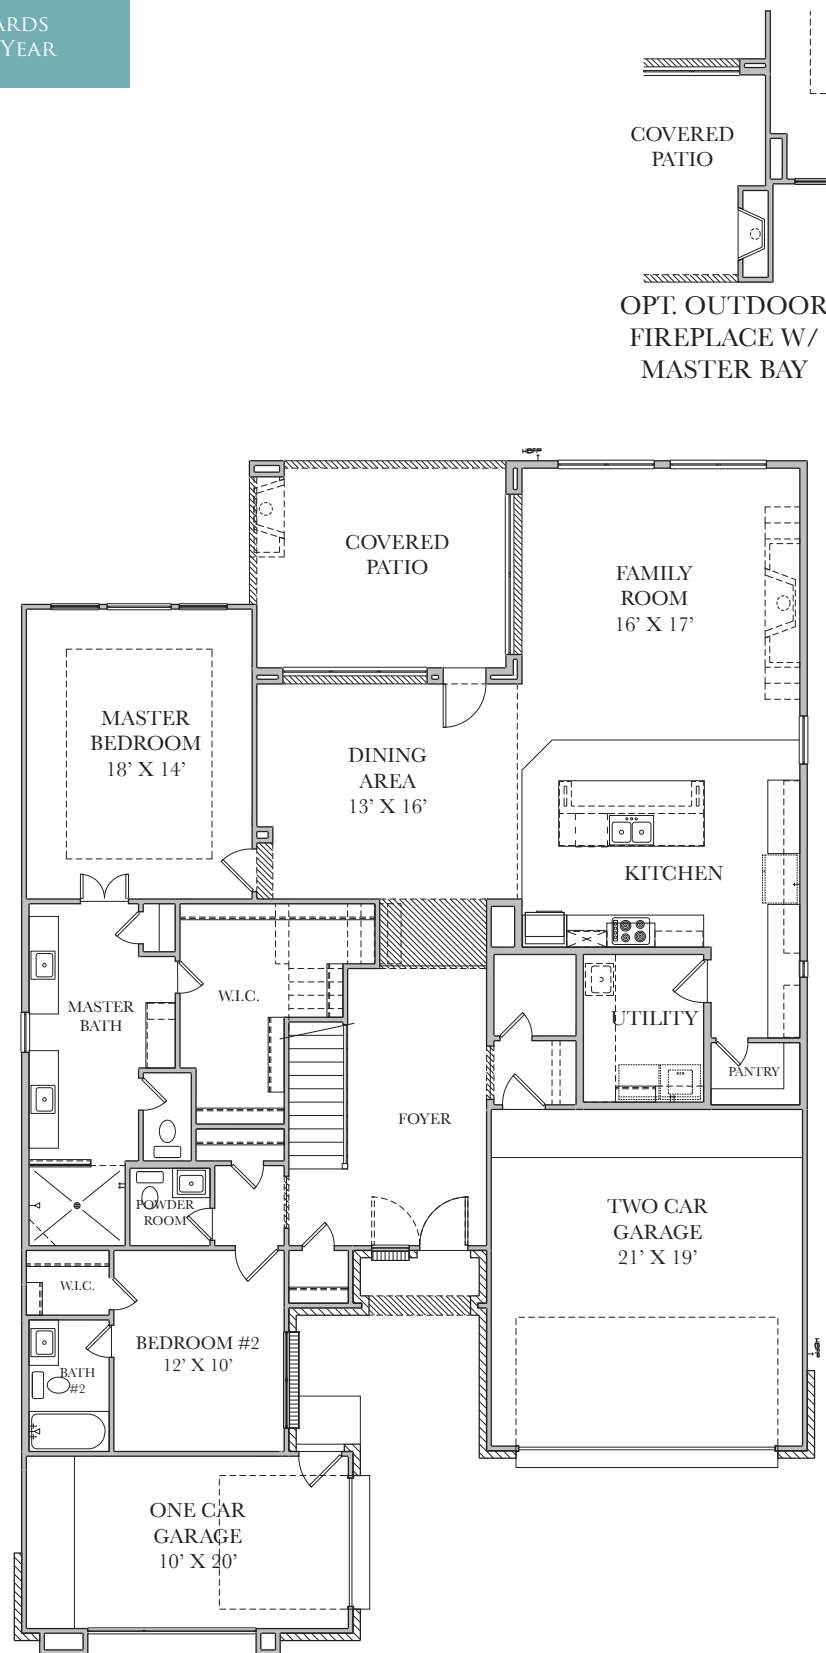 ARDS
YEAR
COVERED
PATIO
OPT. OUTDOOR
FIREPLACE W/
MASTER BAY
COVERED
PATIO
FAMILY
ROOM
16' X 17'
MASTER
BEDROOM
18' X 14'
DINING
AREA
13' X 16'
KITCHEN
MASTER
BATH
W.I.C.
UTILITY
PANTRY
FOYER
POWDER
ROOM
TWO CAR
GARAGE
21' X 19'
W.I.C.
BEDROOM #2
12' X 10'
BATH
#2
ONE CAR
GARAGE
10' X 20'